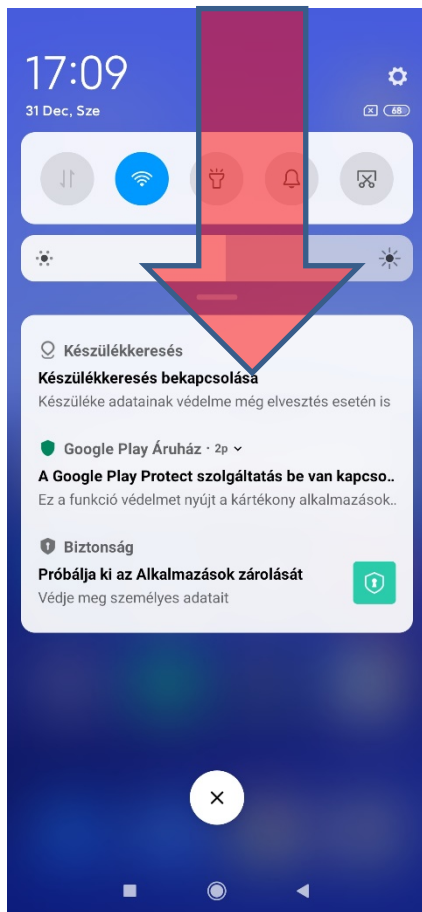 17:09
31 Dec, Sze
68
Készülékkeresés
Készülékkeresés bekapcsolása
Készüléke adatainak védelme még elvesztés esetén is
Google Play Áruház · 2p
A Google Play Protect szolgáltatás be van kapcso..
Ez a funkció védelmet nyújt a kártékony alkalmazások..
Biztonság
Próbálja ki az Alkalmazások zárolását
Védje meg személyes adatait